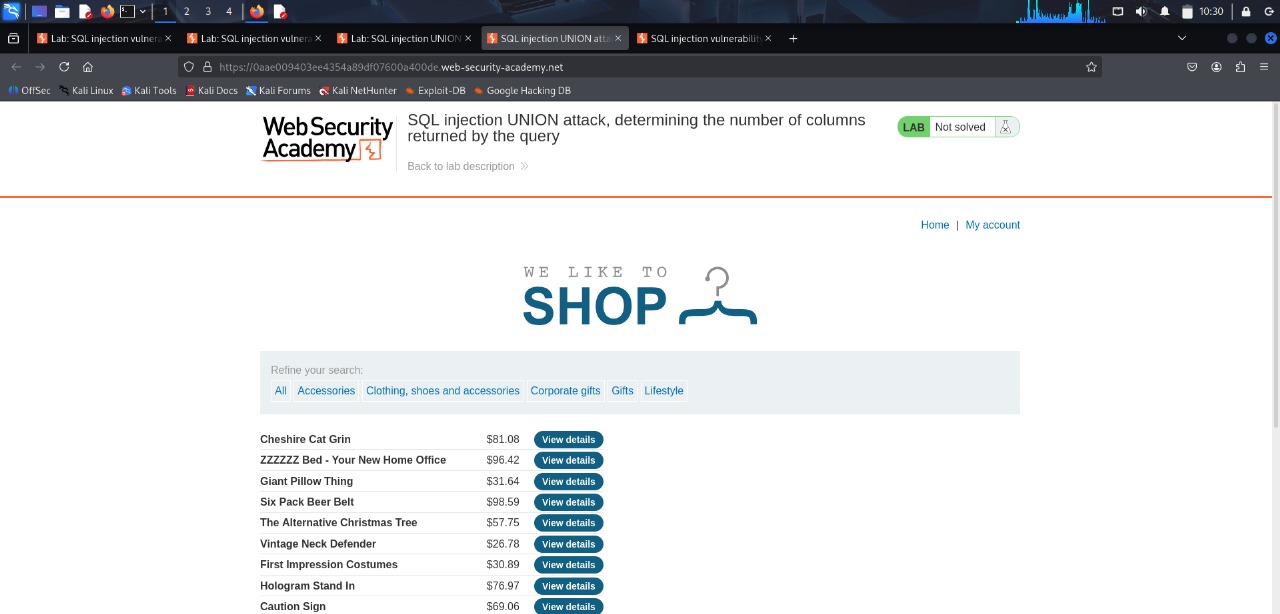 1 2 3 4 10:30
Lab: SQL injection vulnera Lab: SQL injection vulnera Lab: SQL injection UNION SQL injection UNION atta SQL injection vulnerability
https://0aae009403ee4354a89df07600a400de.web-security-academy.net
OffSec Kali Linux Kali Tools Kali Docs Kali Forums Kali NetHunter Exploit-DB Google Hacking DB
WebSecurity
Academy
SQL injection UNION attack, determining the number of columns
returned by the query
Back to lab description
LAB Not solved
Home | My account
WE LIKE TO
SHOP
Refine your search:
All Accessories Clothing, shoes and accessories Corporate gifts Gifts Lifestyle
Cheshire Cat Grin $81.08 View details
ZZZZZZ Bed - Your New Home Office $96.42 View details
Giant Pillow Thing $31.64 View details
Six Pack Beer Belt $98.59 View details
The Alternative Christmas Tree $57.75 View details
Vintage Neck Defender $26.78 View details
First Impression Costumes $30.89 View details
Hologram Stand In $76.97 View details
Caution Sign $69.06 View details